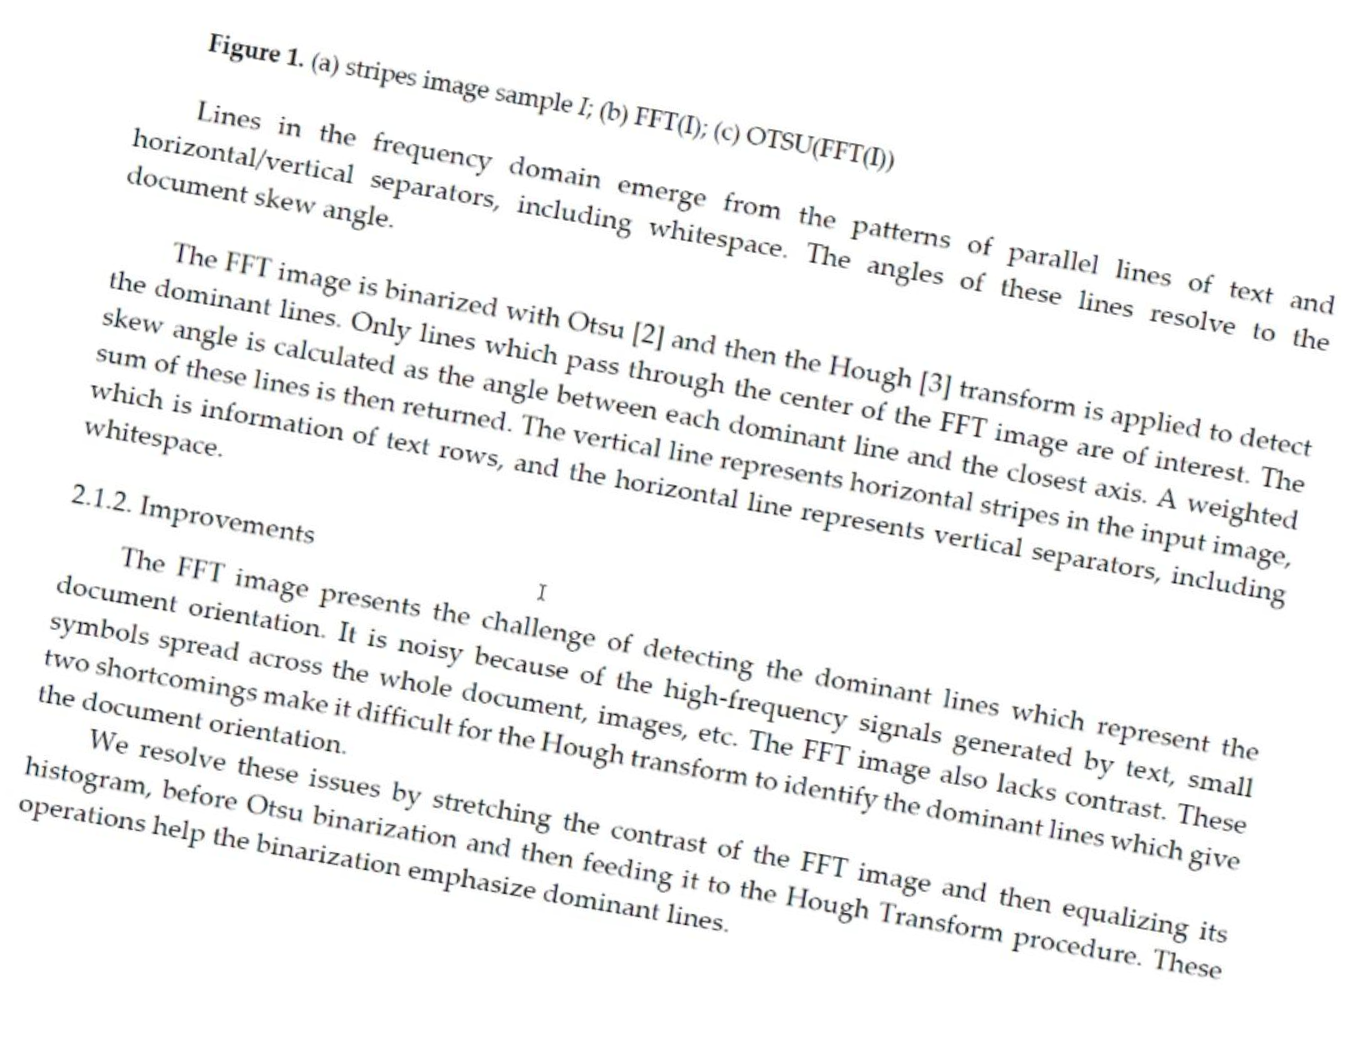 Figure 1. (a) stripes image sample I; (b) FFT(I); (c) OTSU(FFT(I))
Lines in the frequency domain emerge from the patterns of parallel lines of text and
horizontal/vertical separators, including whitespace. The angles of these lines resolve to the
document skew angle.
The FFT image is binarized with Otsu [2] and then the Hough [3] transform is applied to detect
the dominant lines. Only lines which pass through the center of the FFT image are of interest. The
skew angle is calculated as the angle between each dominant line and the closest axis. A weighted
sum of these lines is then returned. The vertical line represents horizontal stripes in the input image,
which is information of text rows, and the horizontal line represents vertical separators, including
whitespace.
2.1.2. Improvements
The FFT image presents the challenge of detecting the dominant lines which represent the
document orientation. It is noisy because of the high-frequency signals generated by text, small
symbols spread across the whole document, images, etc. The FFT image also lacks contrast. These
two shortcomings make it difficult for the Hough transform to identify the dominant lines which give
the document orientation.
We resolve these issues by stretching the contrast of the FFT image and then equalizing its
histogram, before Otsu binarization and then feeding it to the Hough Transform procedure. These
operations help the binarization emphasize dominant lines.